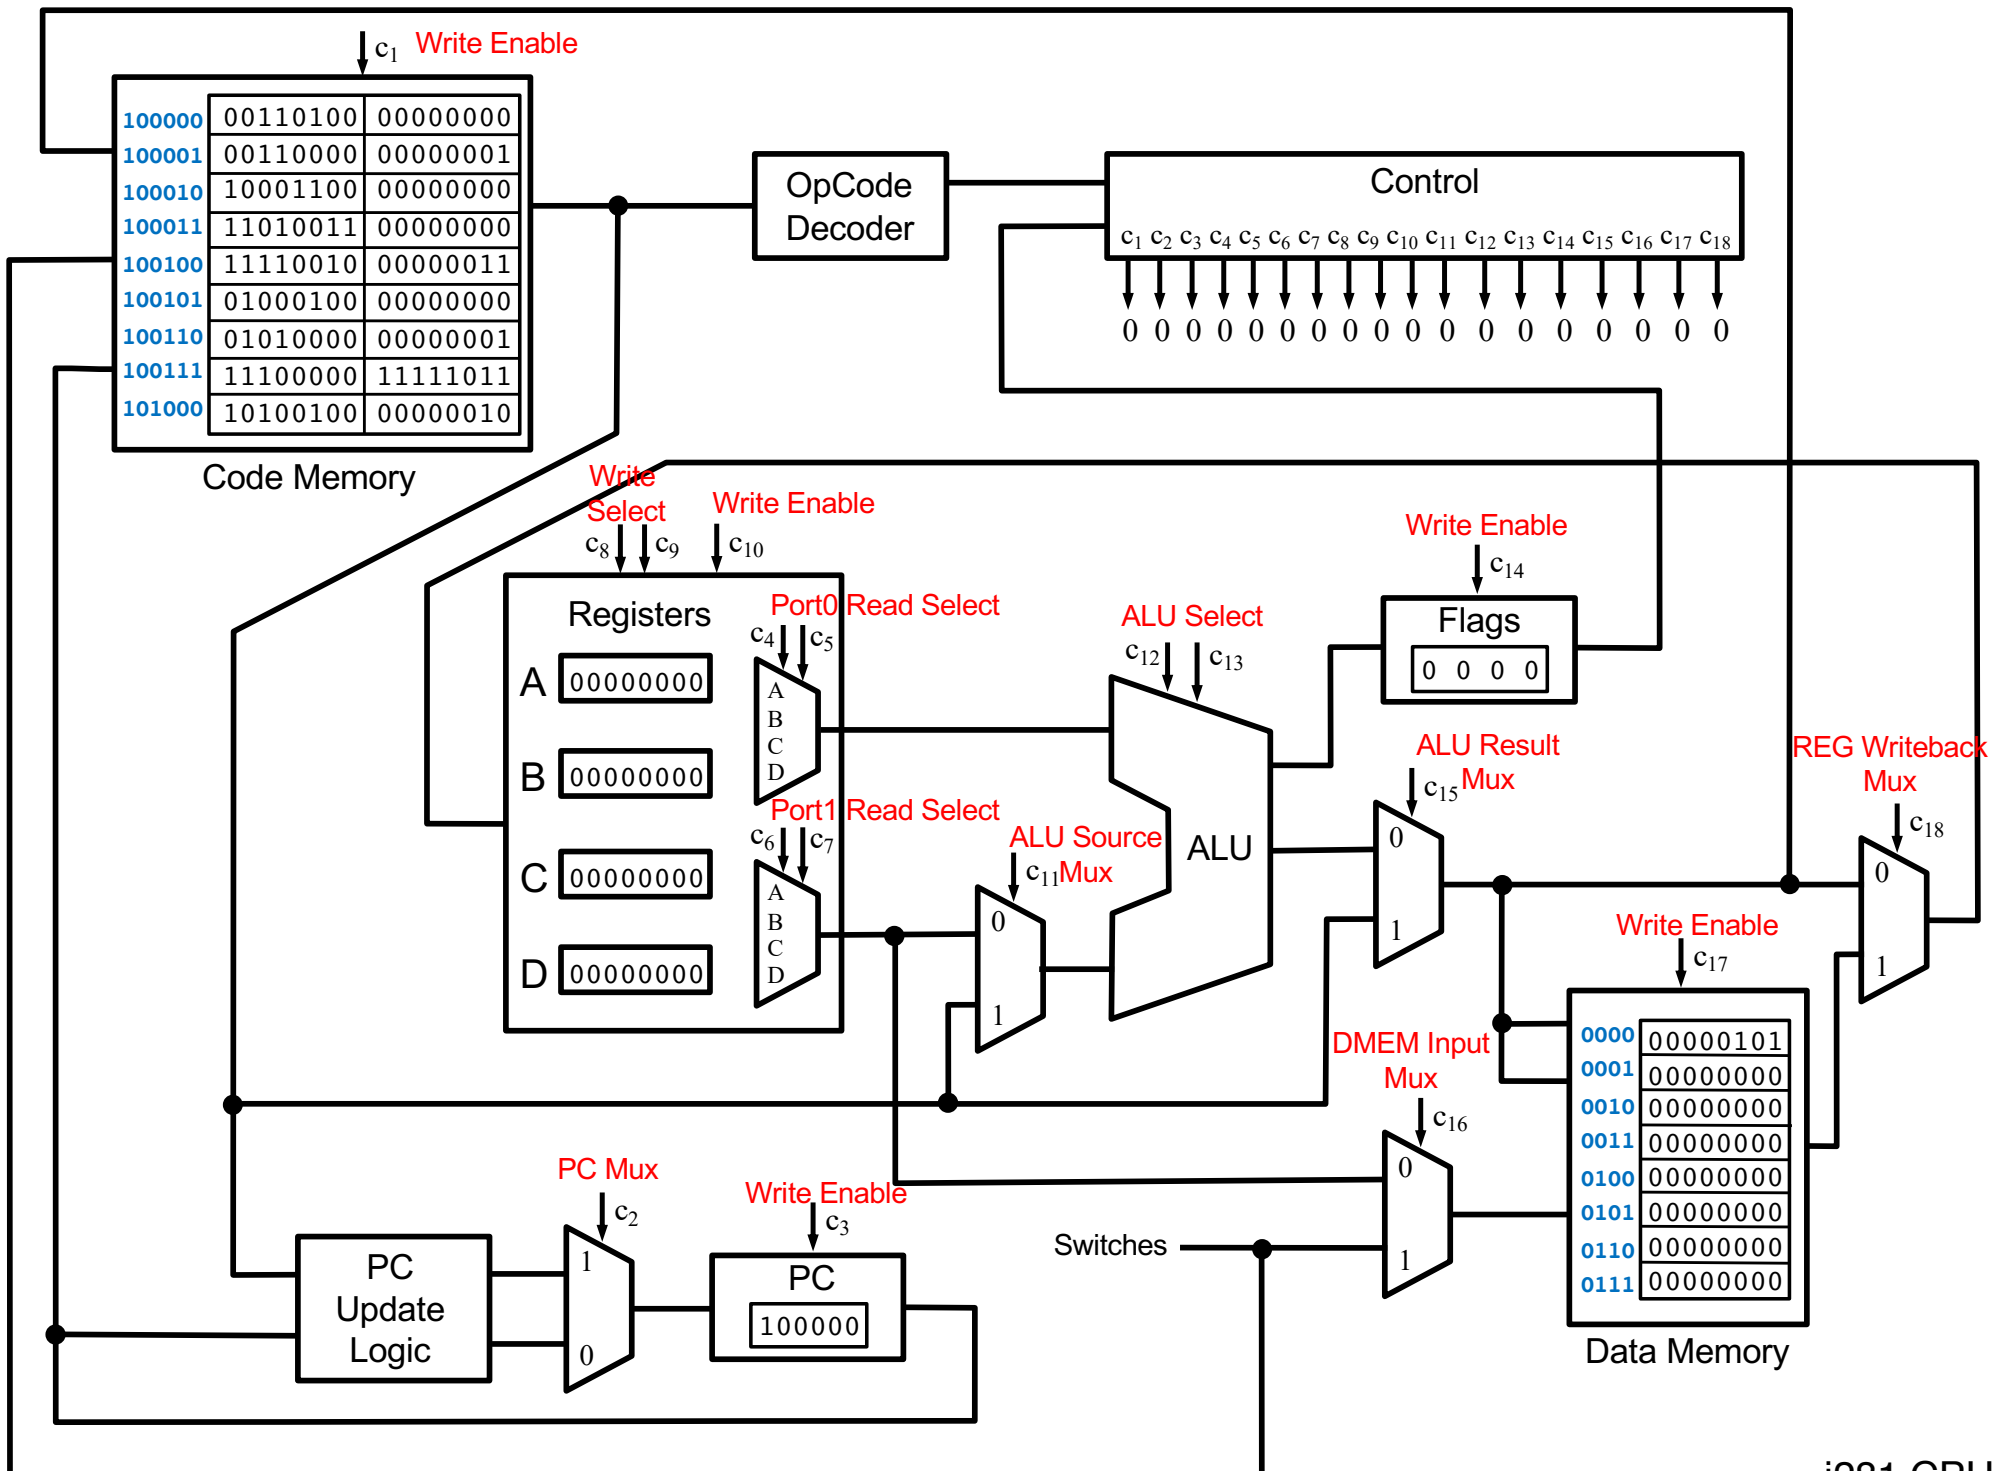 c1 Write Enable
100000 00110100 00000000
100001 00110000 00000001
100010 10001100 00000000
100011 11010011 00000000
100100 11110010 00000011
100101 01000100 00000000
100110 01010000 00000001
100111 11100000 11111011
101000 10100100 00000010
Code Memory
OpCode
Decoder
Control
c1 c2 c3 c4 c5 c6 c7 c8 c9 c10 c11 c12 c13 c14 c15 c16 c17 c18
0 0 0 0 0 0 0 0 0 0 0 0 0 0 0 0 0 0
Write
Select
c8 c9
Write Enable
c10
Registers
A 00000000
B 00000000
C 00000000
D 00000000
Port0 Read Select
c4 c5
A
B
C
D
Port1 Read Select
c6 c7
A
B
C
D
ALU Source
Mux
c11
0
1
ALU Select
c12 c13
ALU
Write Enable
c14
Flags
0 0 0 0
ALU Result
Mux
c15
0
1
REG Writeback
Mux
c18
0
1
Write Enable
c17
0000 00000101
0001 00000000
0010 00000000
0011 00000000
0100 00000000
0101 00000000
0110 00000000
0111 00000000
Data Memory
DMEM Input
Mux
c16
0
1
Switches
PC
Update
Logic
PC Mux
c2
1
0
Write Enable
c3
PC
100000